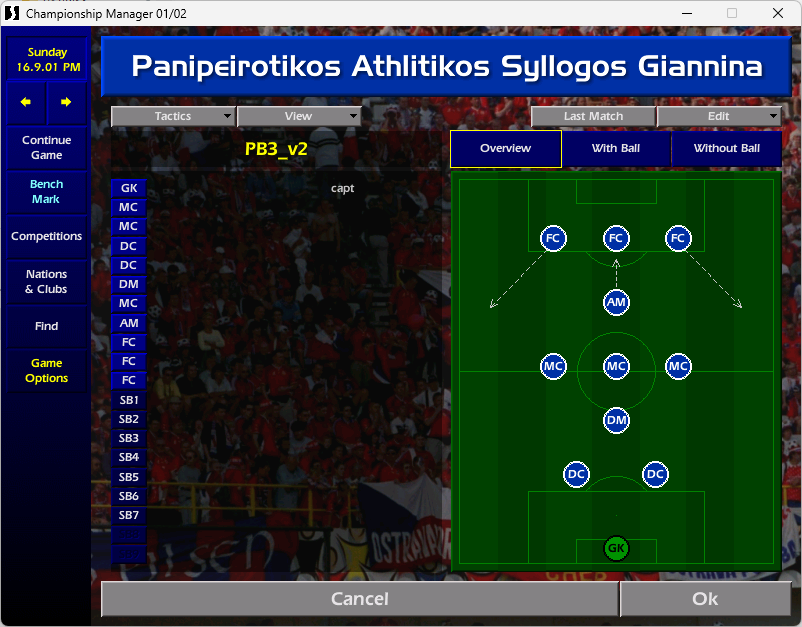 Championship Manager 01/02
Sunday
16.9.01 PM
Panipeirotikos Athlitikos Syllogos Giannina
Continue
Game
Bench
Mark
Competitions
Nations
& Clubs
Find
Game
Options
Tactics
View
Last Match
Edit
PB3_v2
Overview
With Ball
Without Ball
GK
capt
MC
MC
DC
DC
DM
MC
AM
FC
FC
FC
SB1
SB2
SB3
SB4
SB5
SB6
SB7
FC FC FC
AM
MC MC MC
DM
DC DC
GK
Cancel
Ok